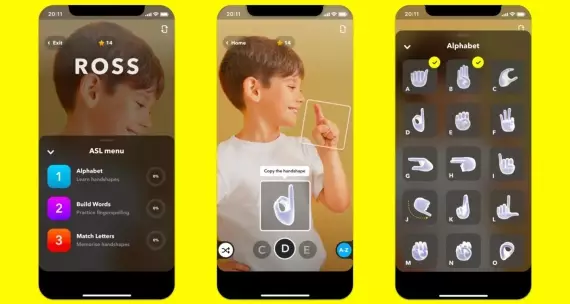 20:11
Exit
14
ROSS
ASL menu
1
Alphabet
Learn handshapes
0%
2
Build Words
Practice fingerspelling
0%
3
Match Letters
Memorise handshapes
0%
20:11
Home
14
Copy the handshape
C
D
E
A-Z
20:11
Alphabet
A
B
C
D
E
F
G
H
I
J
K
L
M
N
O